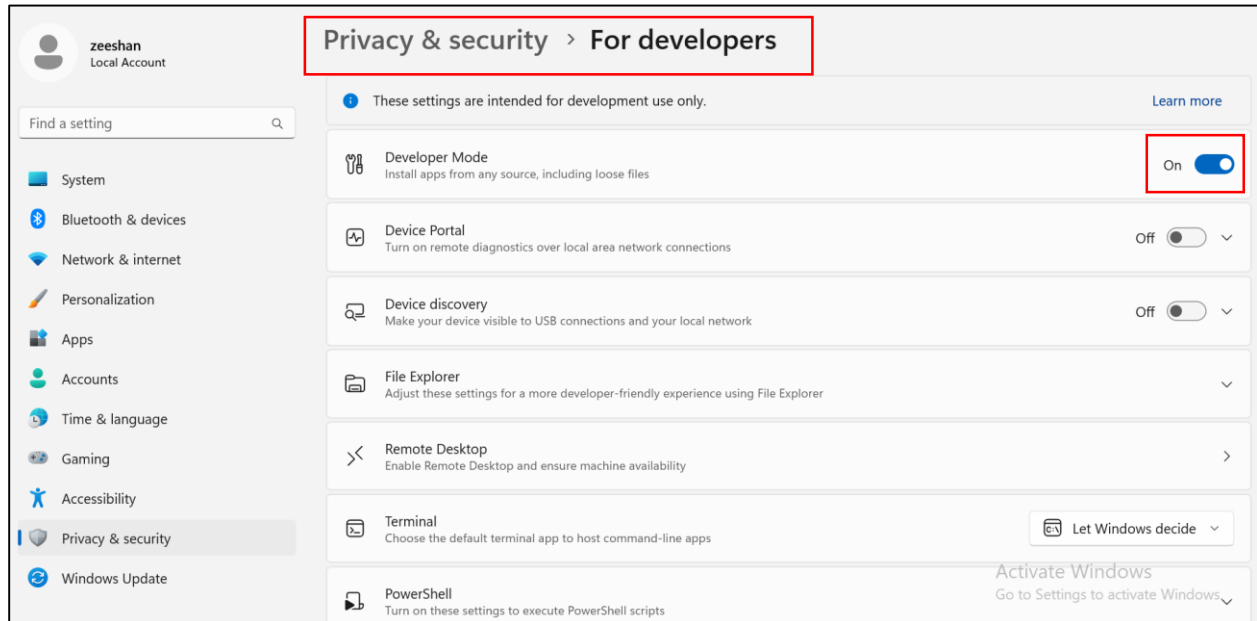 zeeshan
Local Account
Find a setting
System
Bluetooth & devices
Network & internet
Personalization
Apps
Accounts
Time & language
Gaming
Accessibility
Privacy & security
Windows Update
Privacy & security > For developers
These settings are intended for development use only.
Learn more
Developer Mode
Install apps from any source, including loose files
On
Device Portal
Turn on remote diagnostics over local area network connections
Off
Device discovery
Make your device visible to USB connections and your local network
Off
File Explorer
Adjust these settings for a more developer-friendly experience using File Explorer
Remote Desktop
Enable Remote Desktop and ensure machine availability
Terminal
Choose the default terminal app to host command-line apps
Let Windows decide
PowerShell
Turn on these settings to execute PowerShell scripts
Activate Windows
Go to Settings to activate Windows.